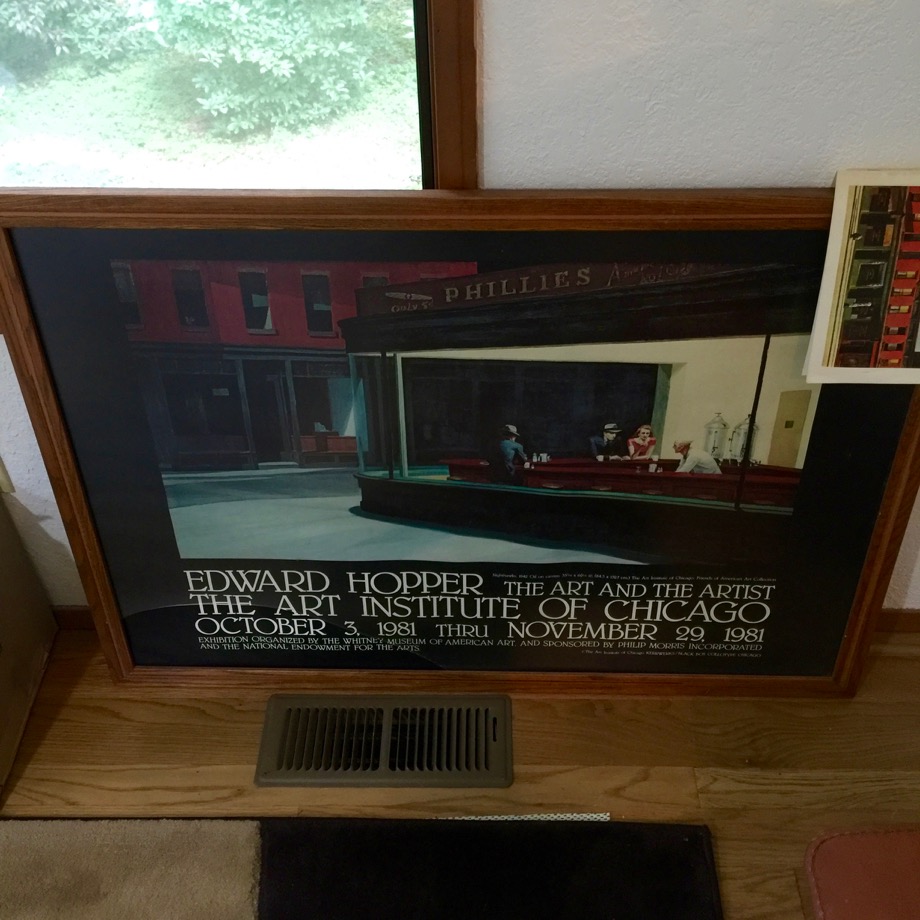 PHILLIES
EDWARD HOPPER THE ART AND THE ARTIST
THE ART INSTITUTE OF CHICAGO
OCTOBER 3, 1981 THRU NOVEMBER 29, 1981
EXHIBITION ORGANIZED BY THE WHITNEY MUSEUM OF AMERICAN ART, AND SPONSORED BY PHILIP MORRIS INCORPORATED
AND THE NATIONAL ENDOWMENT FOR THE ARTS